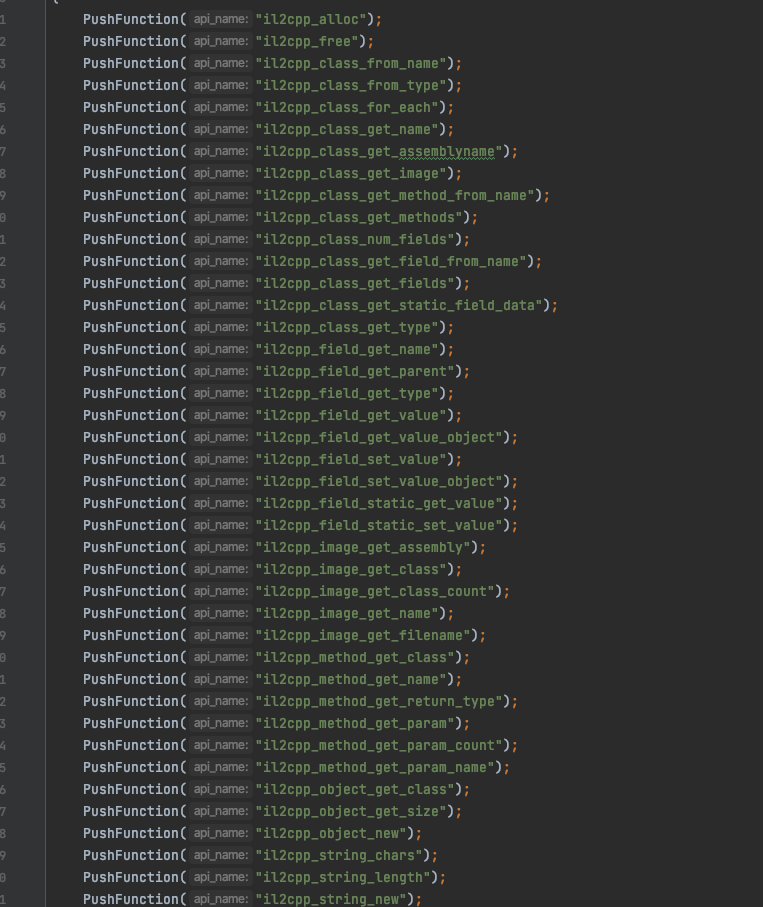 {
1 PushFunction( api_name: "il2cpp_alloc");
2 PushFunction( api_name: "il2cpp_free");
3 PushFunction( api_name: "il2cpp_class_from_name");
4 PushFunction( api_name: "il2cpp_class_from_type");
5 PushFunction( api_name: "il2cpp_class_for_each");
6 PushFunction( api_name: "il2cpp_class_get_name");
7 PushFunction( api_name: "il2cpp_class_get_assemblyname");
8 PushFunction( api_name: "il2cpp_class_get_image");
9 PushFunction( api_name: "il2cpp_class_get_method_from_name");
0 PushFunction( api_name: "il2cpp_class_get_methods");
1 PushFunction( api_name: "il2cpp_class_num_fields");
2 PushFunction( api_name: "il2cpp_class_get_field_from_name");
3 PushFunction( api_name: "il2cpp_class_get_fields");
4 PushFunction( api_name: "il2cpp_class_get_static_field_data");
5 PushFunction( api_name: "il2cpp_class_get_type");
6 PushFunction( api_name: "il2cpp_field_get_name");
7 PushFunction( api_name: "il2cpp_field_get_parent");
8 PushFunction( api_name: "il2cpp_field_get_type");
9 PushFunction( api_name: "il2cpp_field_get_value");
0 PushFunction( api_name: "il2cpp_field_get_value_object");
1 PushFunction( api_name: "il2cpp_field_set_value");
2 PushFunction( api_name: "il2cpp_field_set_value_object");
3 PushFunction( api_name: "il2cpp_field_static_get_value");
4 PushFunction( api_name: "il2cpp_field_static_set_value");
5 PushFunction( api_name: "il2cpp_image_get_assembly");
6 PushFunction( api_name: "il2cpp_image_get_class");
7 PushFunction( api_name: "il2cpp_image_get_class_count");
8 PushFunction( api_name: "il2cpp_image_get_name");
9 PushFunction( api_name: "il2cpp_image_get_filename");
0 PushFunction( api_name: "il2cpp_method_get_class");
1 PushFunction( api_name: "il2cpp_method_get_name");
2 PushFunction( api_name: "il2cpp_method_get_return_type");
3 PushFunction( api_name: "il2cpp_method_get_param");
4 PushFunction( api_name: "il2cpp_method_get_param_count");
5 PushFunction( api_name: "il2cpp_method_get_param_name");
6 PushFunction( api_name: "il2cpp_object_get_class");
7 PushFunction( api_name: "il2cpp_object_get_size");
8 PushFunction( api_name: "il2cpp_object_new");
9 PushFunction( api_name: "il2cpp_string_chars");
0 PushFunction( api_name: "il2cpp_string_length");
1 PushFunction( api_name: "il2cpp_string_new");